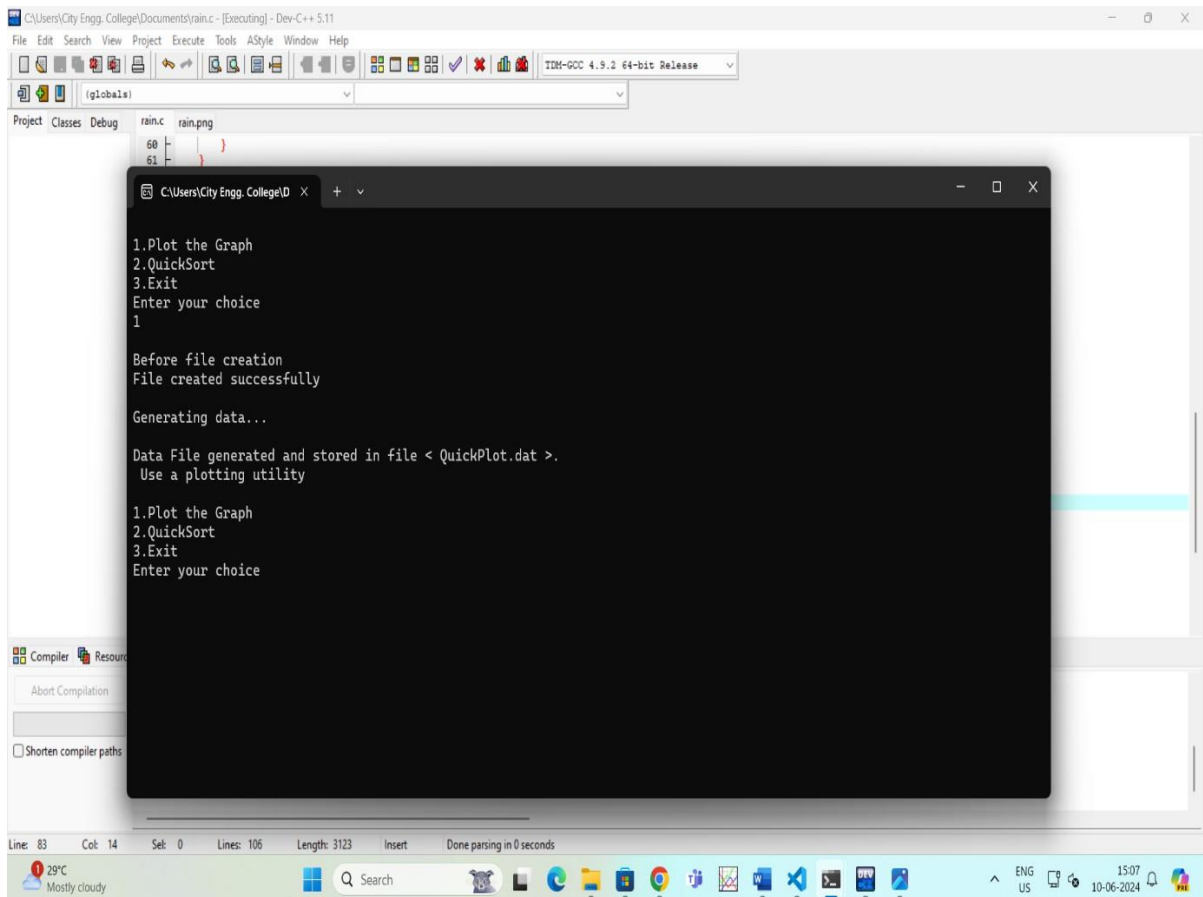 C:\Users\City Engg. College\Documents\rain.c - [Executing] - Dev-C++ 5.11
File Edit Search View Project Execute Tools AStyle Window Help
TDM-GCC 4.9.2 64-bit Release
(globals)
Project Classes Debug rain.c rain.png
60 }
61 }
C:\Users\City Engg. College\D
1.Plot the Graph
2.QuickSort
3.Exit
Enter your choice
1
Before file creation
File created successfully
Generating data...
Data File generated and stored in file < QuickPlot.dat >.
Use a plotting utility
1.Plot the Graph
2.QuickSort
3.Exit
Enter your choice
Compiler Resourc
Abort Compilation
Shorten compiler paths
Line: 83 Col: 14 Sel: 0 Lines: 106 Length: 3123 Insert Done parsing in 0 seconds
1
29°C
Mostly cloudy
Search
DEV
ENG
US
15:07
10-06-2024
PRE